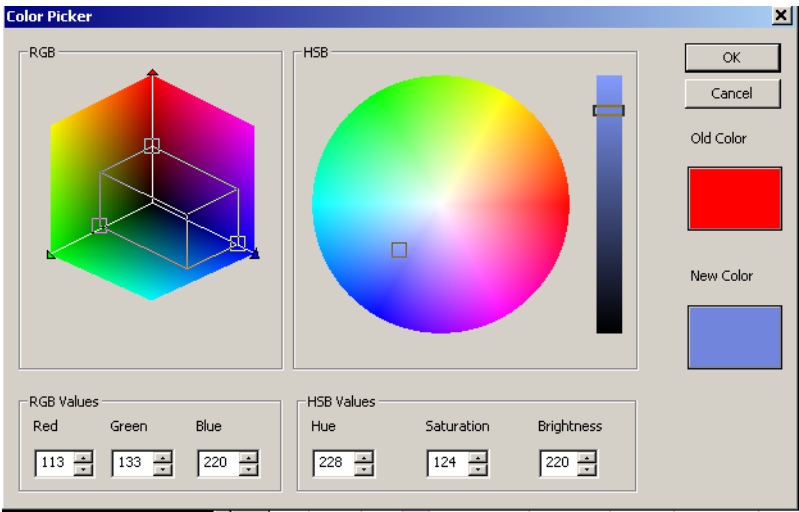 Color Picker
RGB
HSB
OK
Cancel
Old Color
New Color
RGB Values
Red Green Blue
113 133 220
HSB Values
Hue Saturation Brightness
228 124 220